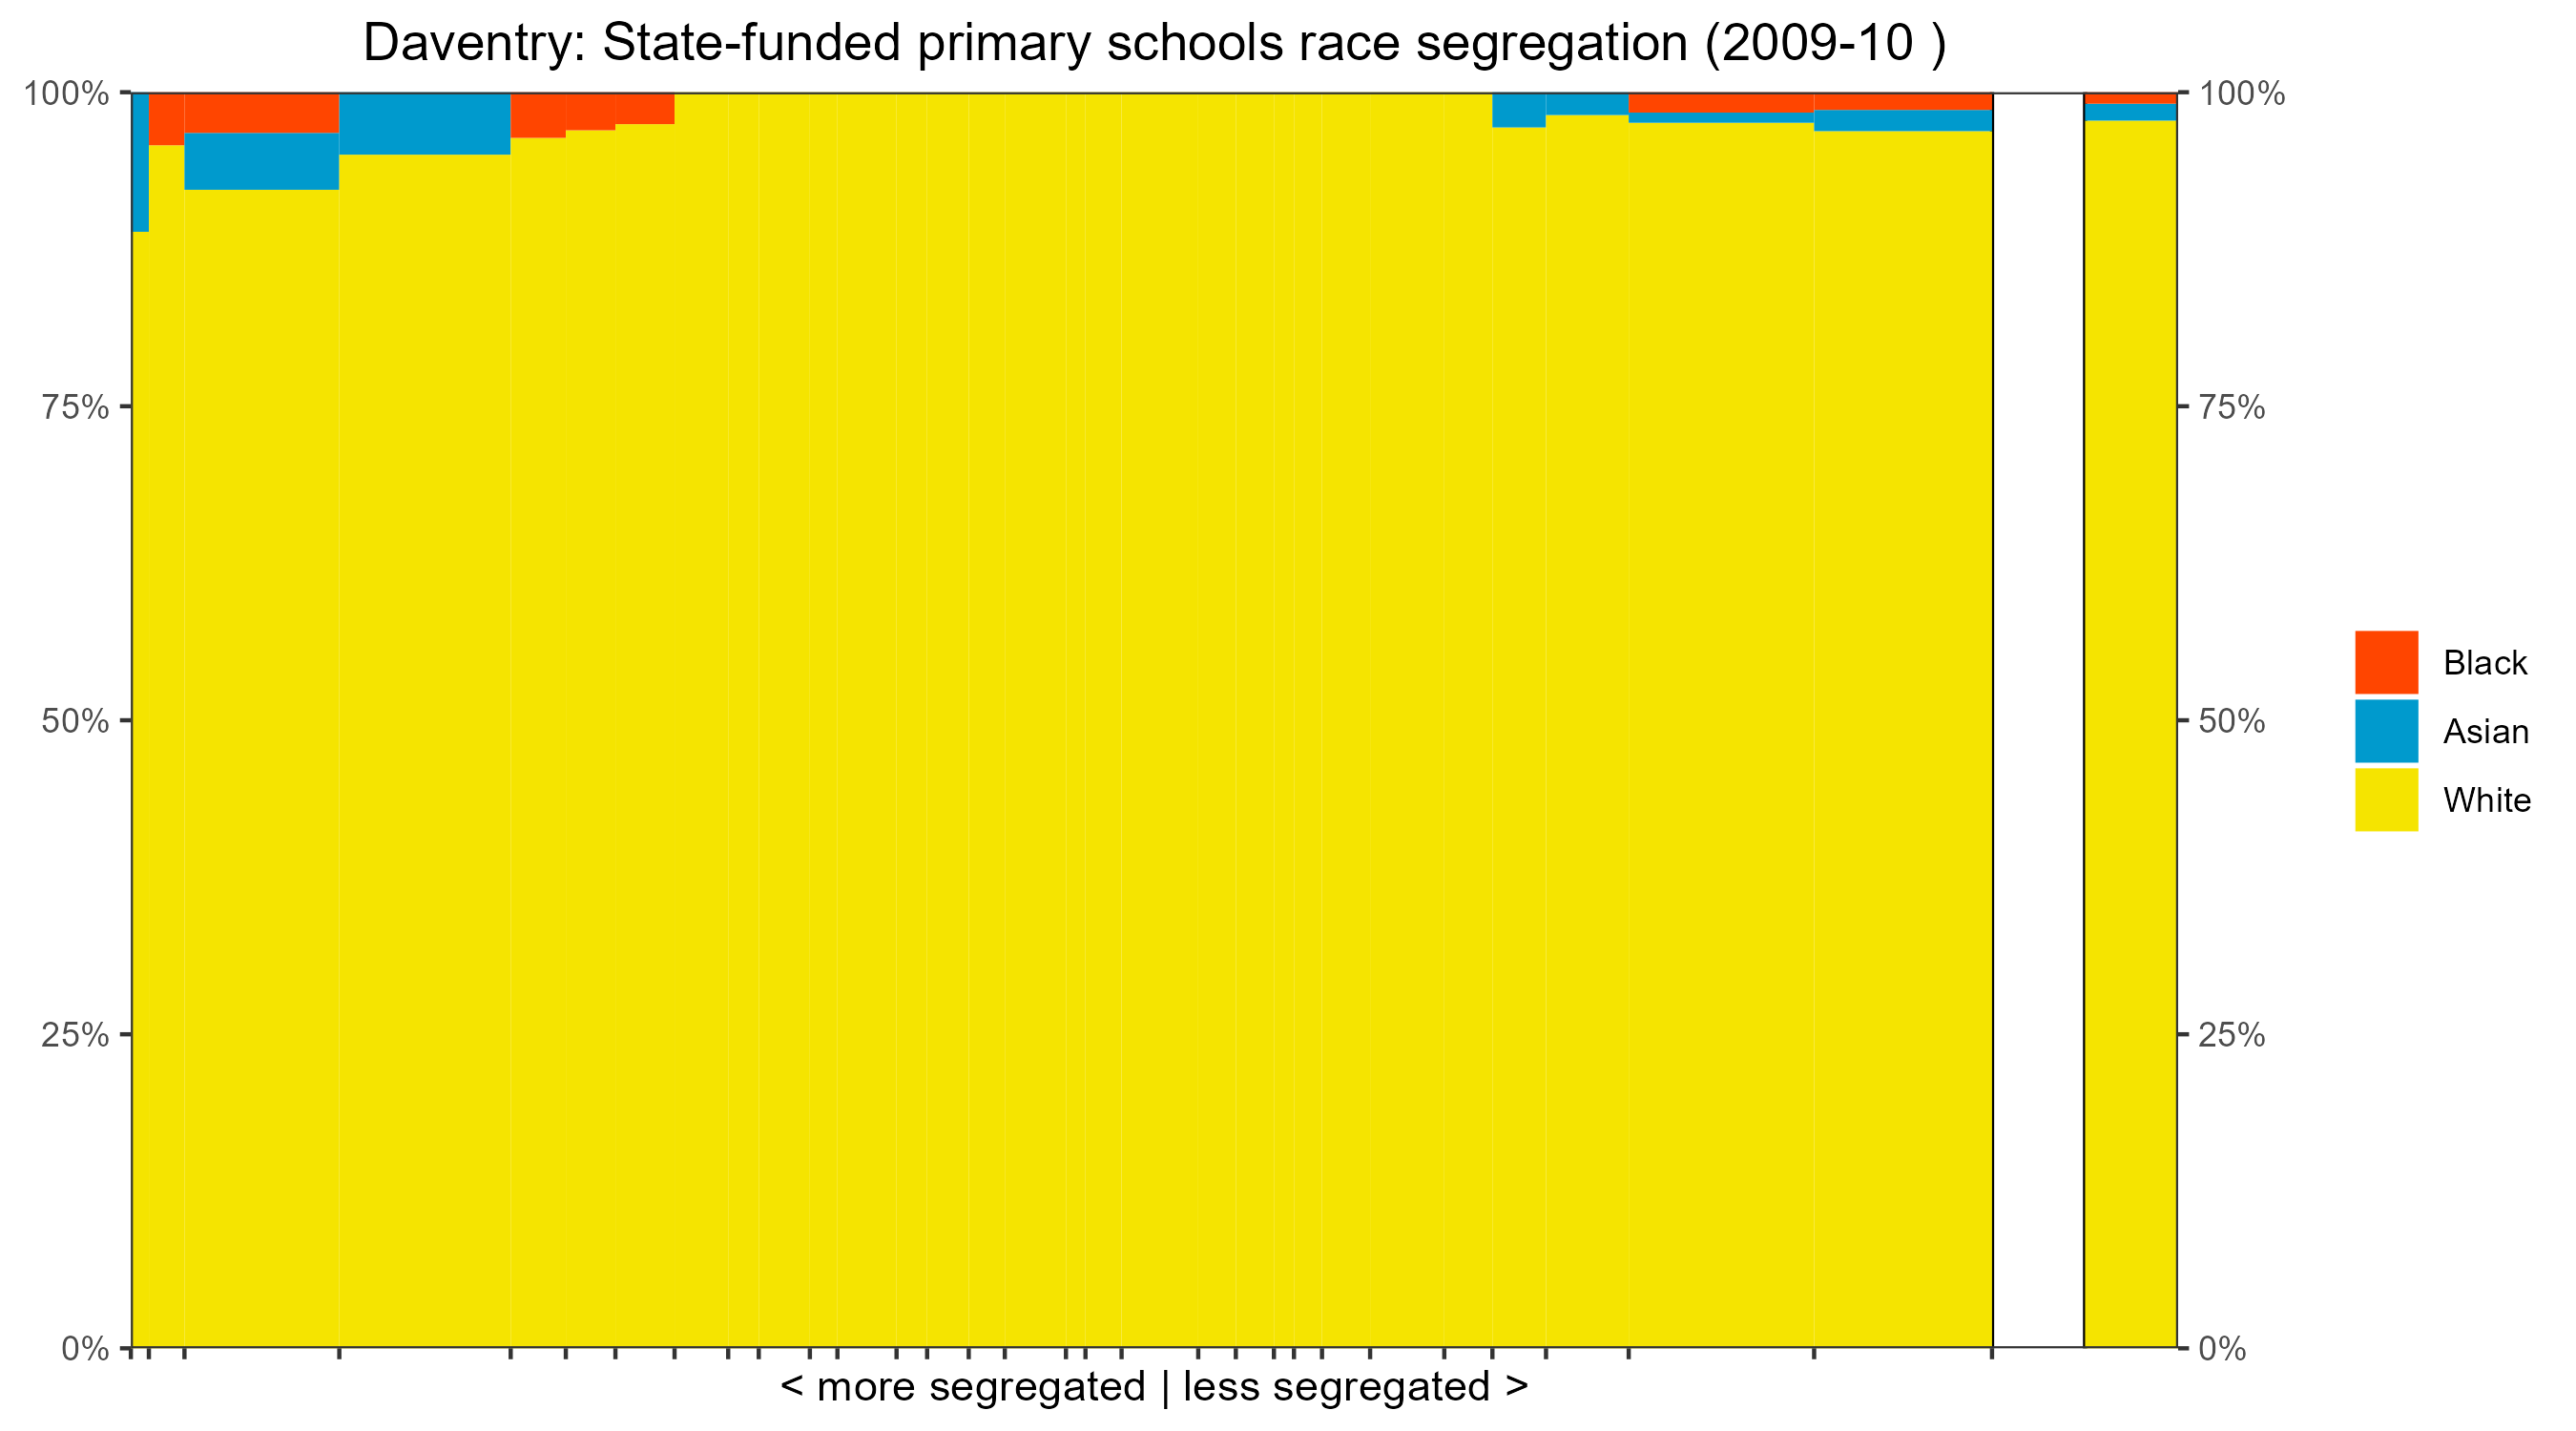 Daventry: State-funded primary schools race segregation (2009-10 )
100%
100%
75%
75%
50%
50%
25%
25%
0%
0%
Black
Asian
White
< more segregated | less segregated >